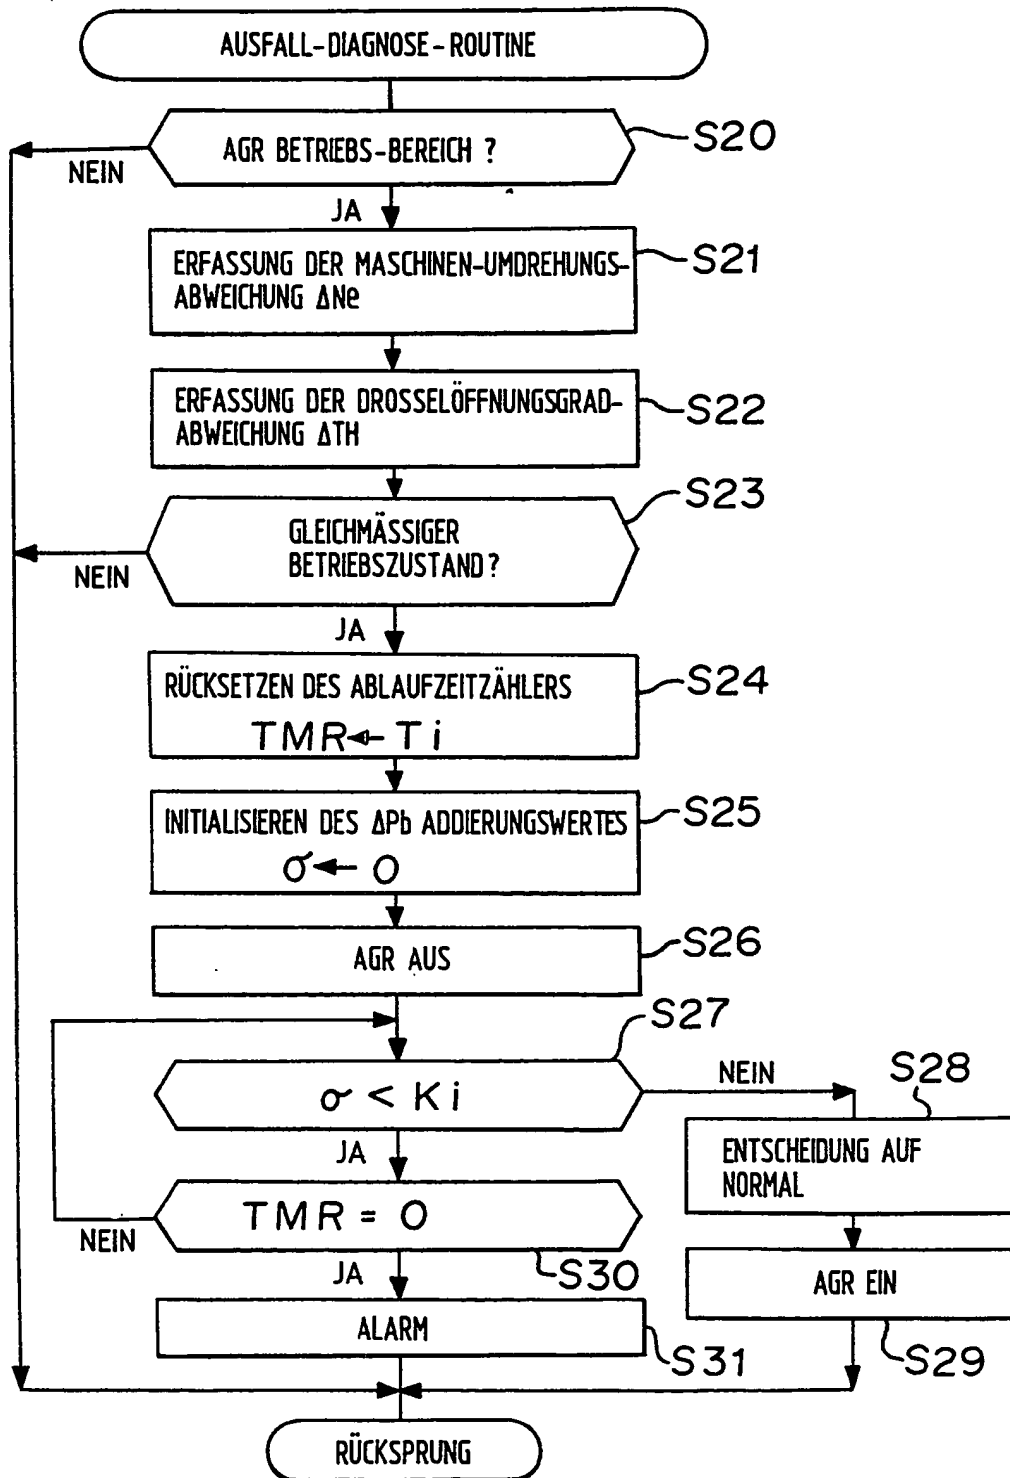 AUSFALL-DIAGNOSE-ROUTINE
AGR BETRIEBS-BEREICH ?
S20
NEIN
JA
ERFASSUNG DER MASCHINEN-UMDREHUNGS-
ABWEICHUNG ΔNe
S21
ERFASSUNG DER DROSSELÖFFNUNGSGRAD-
ABWEICHUNG ΔTH
S22
GLEICHMÄSSIGER
BETRIEBSZUSTAND?
S23
NEIN
JA
RÜCKSETZEN DES ABLAUFZEITZÄHLERS
TMR ← Ti
S24
INITIALISIEREN DES ΔPb ADDIERUNGSWERTES
σ ← 0
S25
AGR AUS
S26
σ < Ki
S27
NEIN
JA
S28
ENTSCHEIDUNG AUF
NORMAL
TMR = 0
NEIN
S30
JA
AGR EIN
S29
ALARM
S31
RÜCKSPRUNG